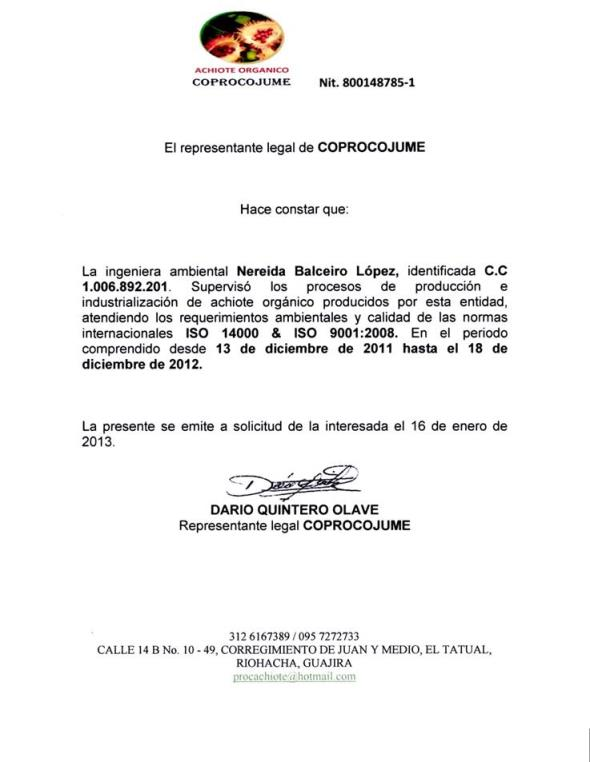 ACHIOTE ORGANICO
COPROCOJUME Nit. 800148785-1
El representante legal de COPROCOJUME
Hace constar que:
La ingeniera ambiental Nereida Balceiro López, identificada C.C
1.006.892.201. Supervisó los procesos de producción e
industrialización de achiote orgánico producidos por esta entidad,
atendiendo los requerimientos ambientales y calidad de las normas
internacionales ISO 14000 & ISO 9001:2008. En el periodo
comprendido desde 13 de diciembre de 2011 hasta el 18 de
diciembre de 2012.
La presente se emite a solicitud de la interesada el 16 de enero de
2013.
DARIO QUINTERO OLAVE
Representante legal COPROCOJUME
312 6167389 / 095 7272733
CALLE 14 B No. 10 - 49, CORREGIMIENTO DE JUAN Y MEDIO, EL TATUAL,
RIOHACHA, GUAJIRA
procachiote@hotmail.com